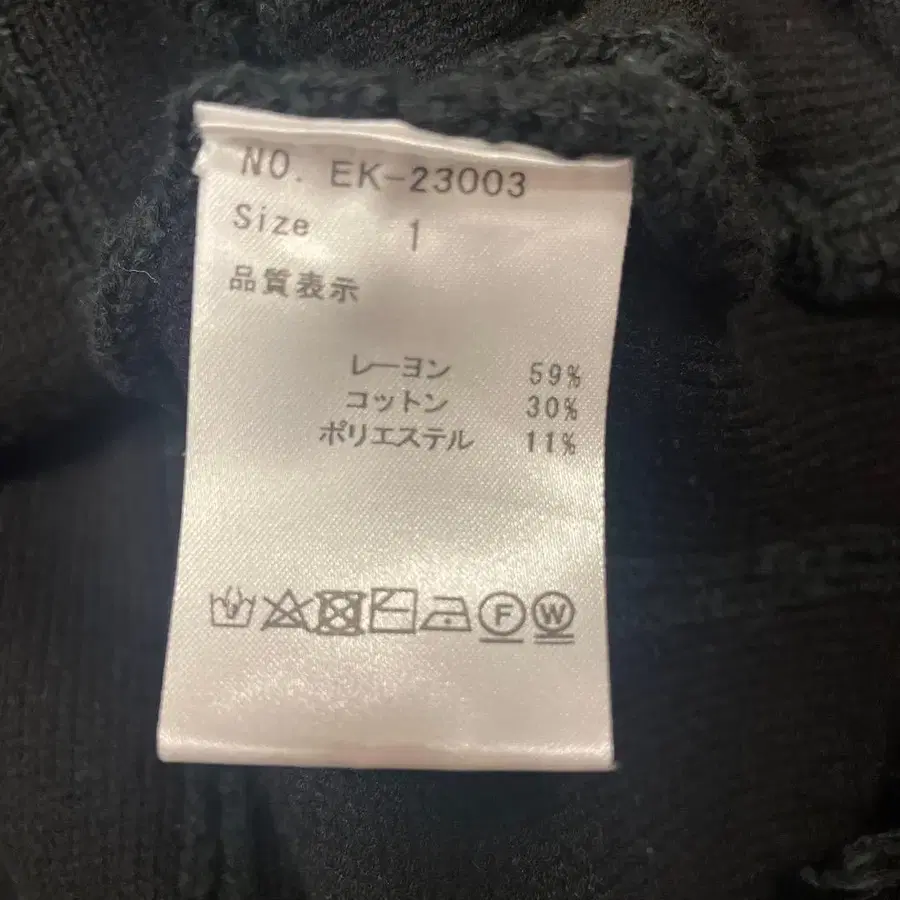 NO. EK-23003
Size 1
品質表示
レーヨン 59%
コットン 30%
ポリエステル 11%
F W